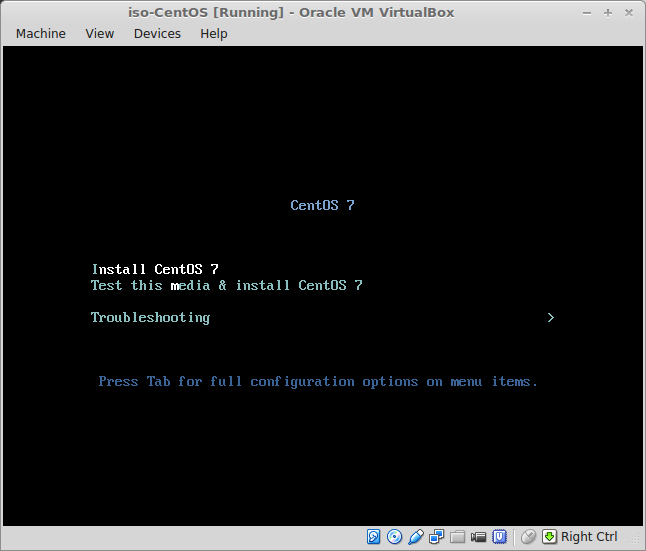 iso-CentOS [Running] - Oracle VM VirtualBox
Machine View Devices Help
CentOS 7
Install CentOS 7
Test this media & install CentOS 7
Troubleshooting >
Press Tab for full configuration options on menu items.
Right Ctrl